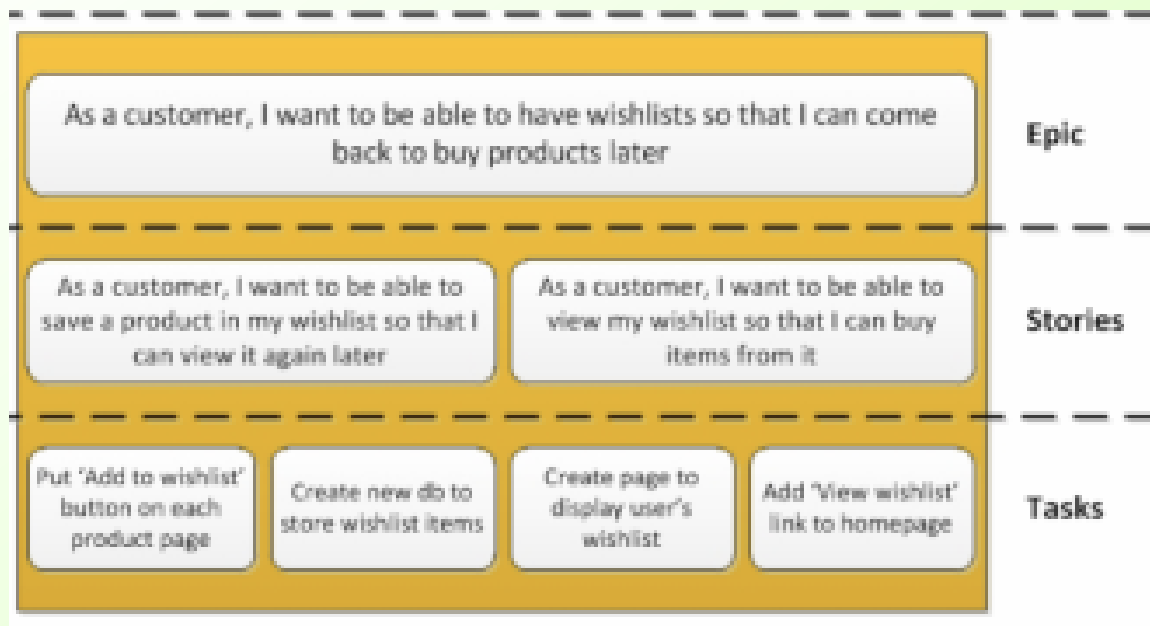 As a customer, I want to be able to have wishlists so that I can come
back to buy products later
Epic
As a customer, I want to be able to
save a product in my wishlist so that I
can view it again later
As a customer, I want to be able to
view my wishlist so that I can buy
items from it
Stories
Put 'Add to wishlist'
button on each
product page
Create new db to
store wishlist items
Create page to
display user's
wishlist
Add 'View wishlist'
link to homepage
Tasks